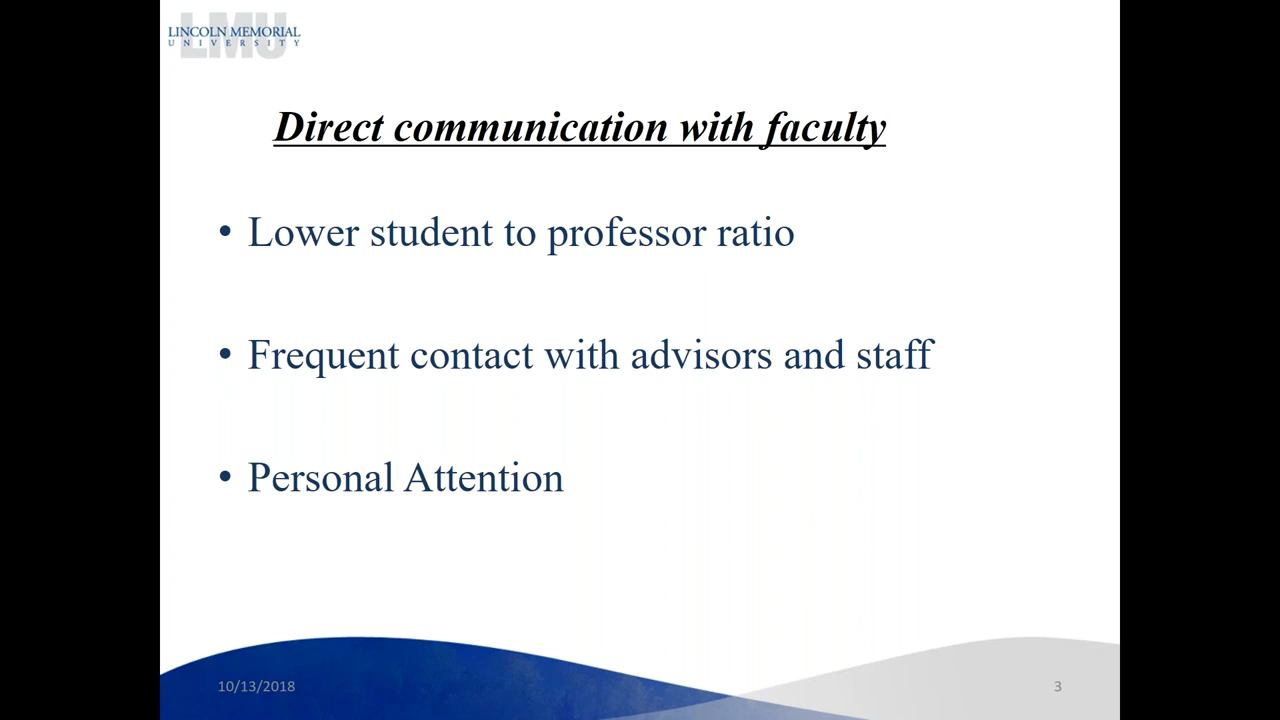 LMU
LINCOLN MEMORIAL
UNIVERSITY
Direct communication with faculty
• Lower student to professor ratio
• Frequent contact with advisors and staff
• Personal Attention
10/13/2018
3